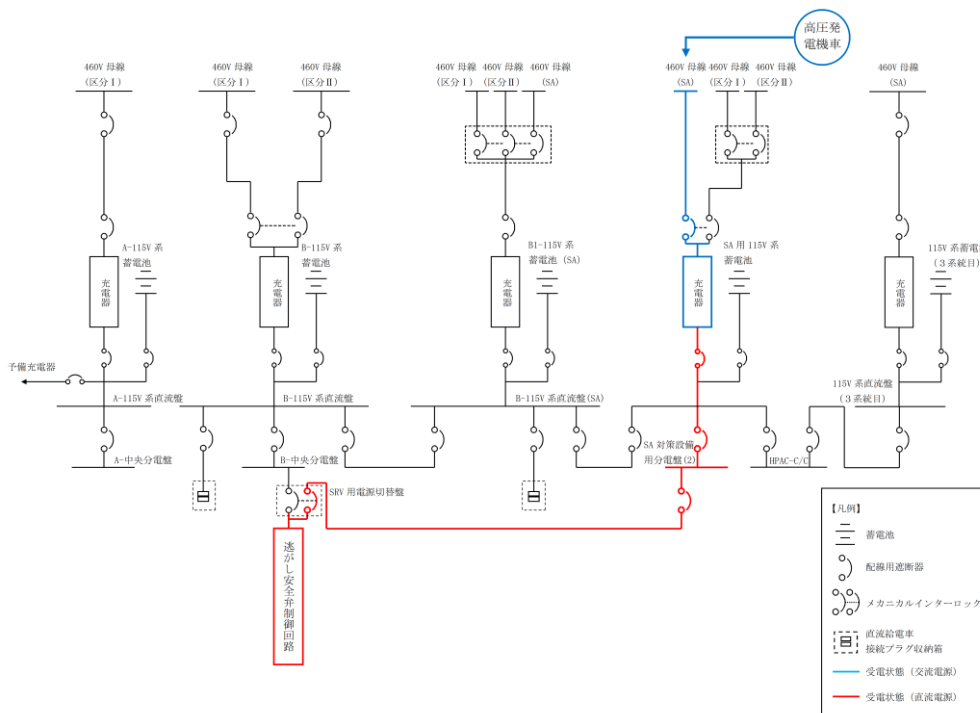 高圧発
電機車
460V 母線
(区分Ⅰ)
460V 母線
(区分Ⅰ)
460V 母線
(区分Ⅱ)
460V 母線
(区分Ⅰ)
460V 母線
(区分Ⅱ)
460V 母線
(SA)
460V 母線
(SA)
460V 母線
(区分Ⅰ)
460V 母線
(区分Ⅱ)
460V 母線
(SA)
A-115V 系
蓄電池
B-115V 系
蓄電池
B1-115V 系
蓄電池 (SA)
SA 用 115V 系
蓄電池
115V 系蓄電
(３系統目)
充電器
充電器
充電器
充電器
充電器
予備充電器
A-115V 系直流盤
B-115V 系直流盤
B-115V 系直流盤(SA)
115V 系直流盤
(３系統目)
A-中央分電盤
B-中央分電盤
SA 対策設備
用分電盤(2)
HPAC-C/C
SRV 用電源切替盤
逃がし安全弁制御回路
【凡例】
蓄電池
配線用遮断器
メカニカルインターロック
直流給電車
接続プラグ収納箱
受電状態 (交流電源)
受電状態 (直流電源)